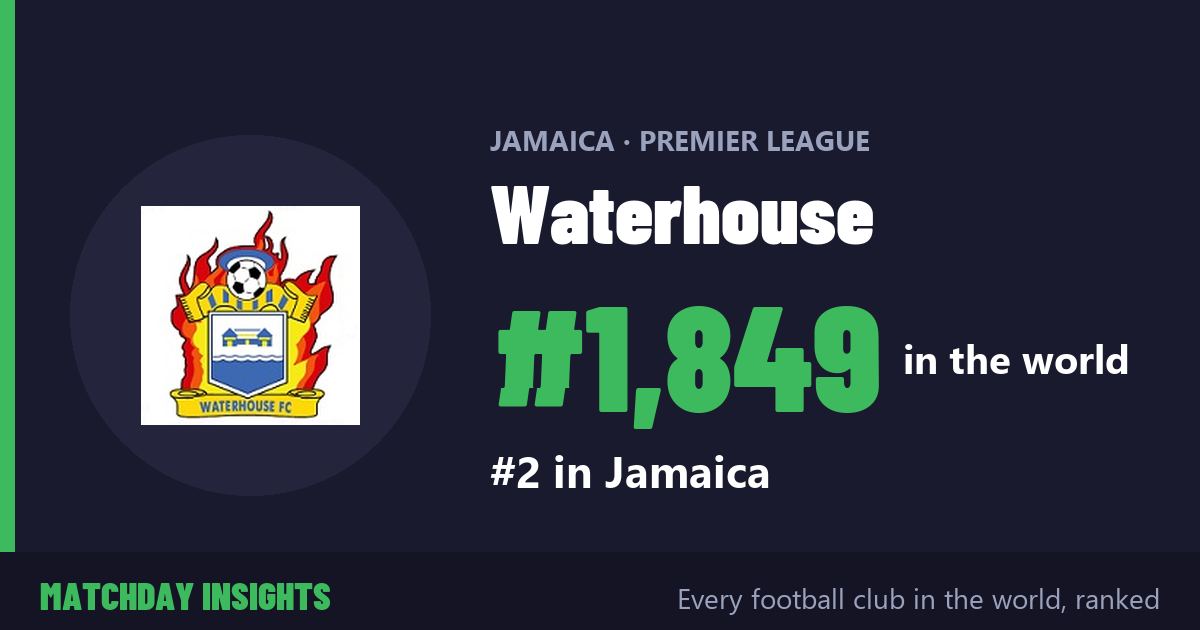 JAMAICA · PREMIER LEAGUE
Waterhouse
#1,849 in the world
#2 in Jamaica
WATERHOUSE FC
MATCHDAY INSIGHTS
Every football club in the world, ranked